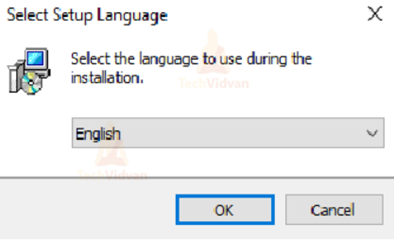 Select Setup Language
Select the language to use during the
installation.
TechVidvan
English
TechVidvan
OK
Cancel